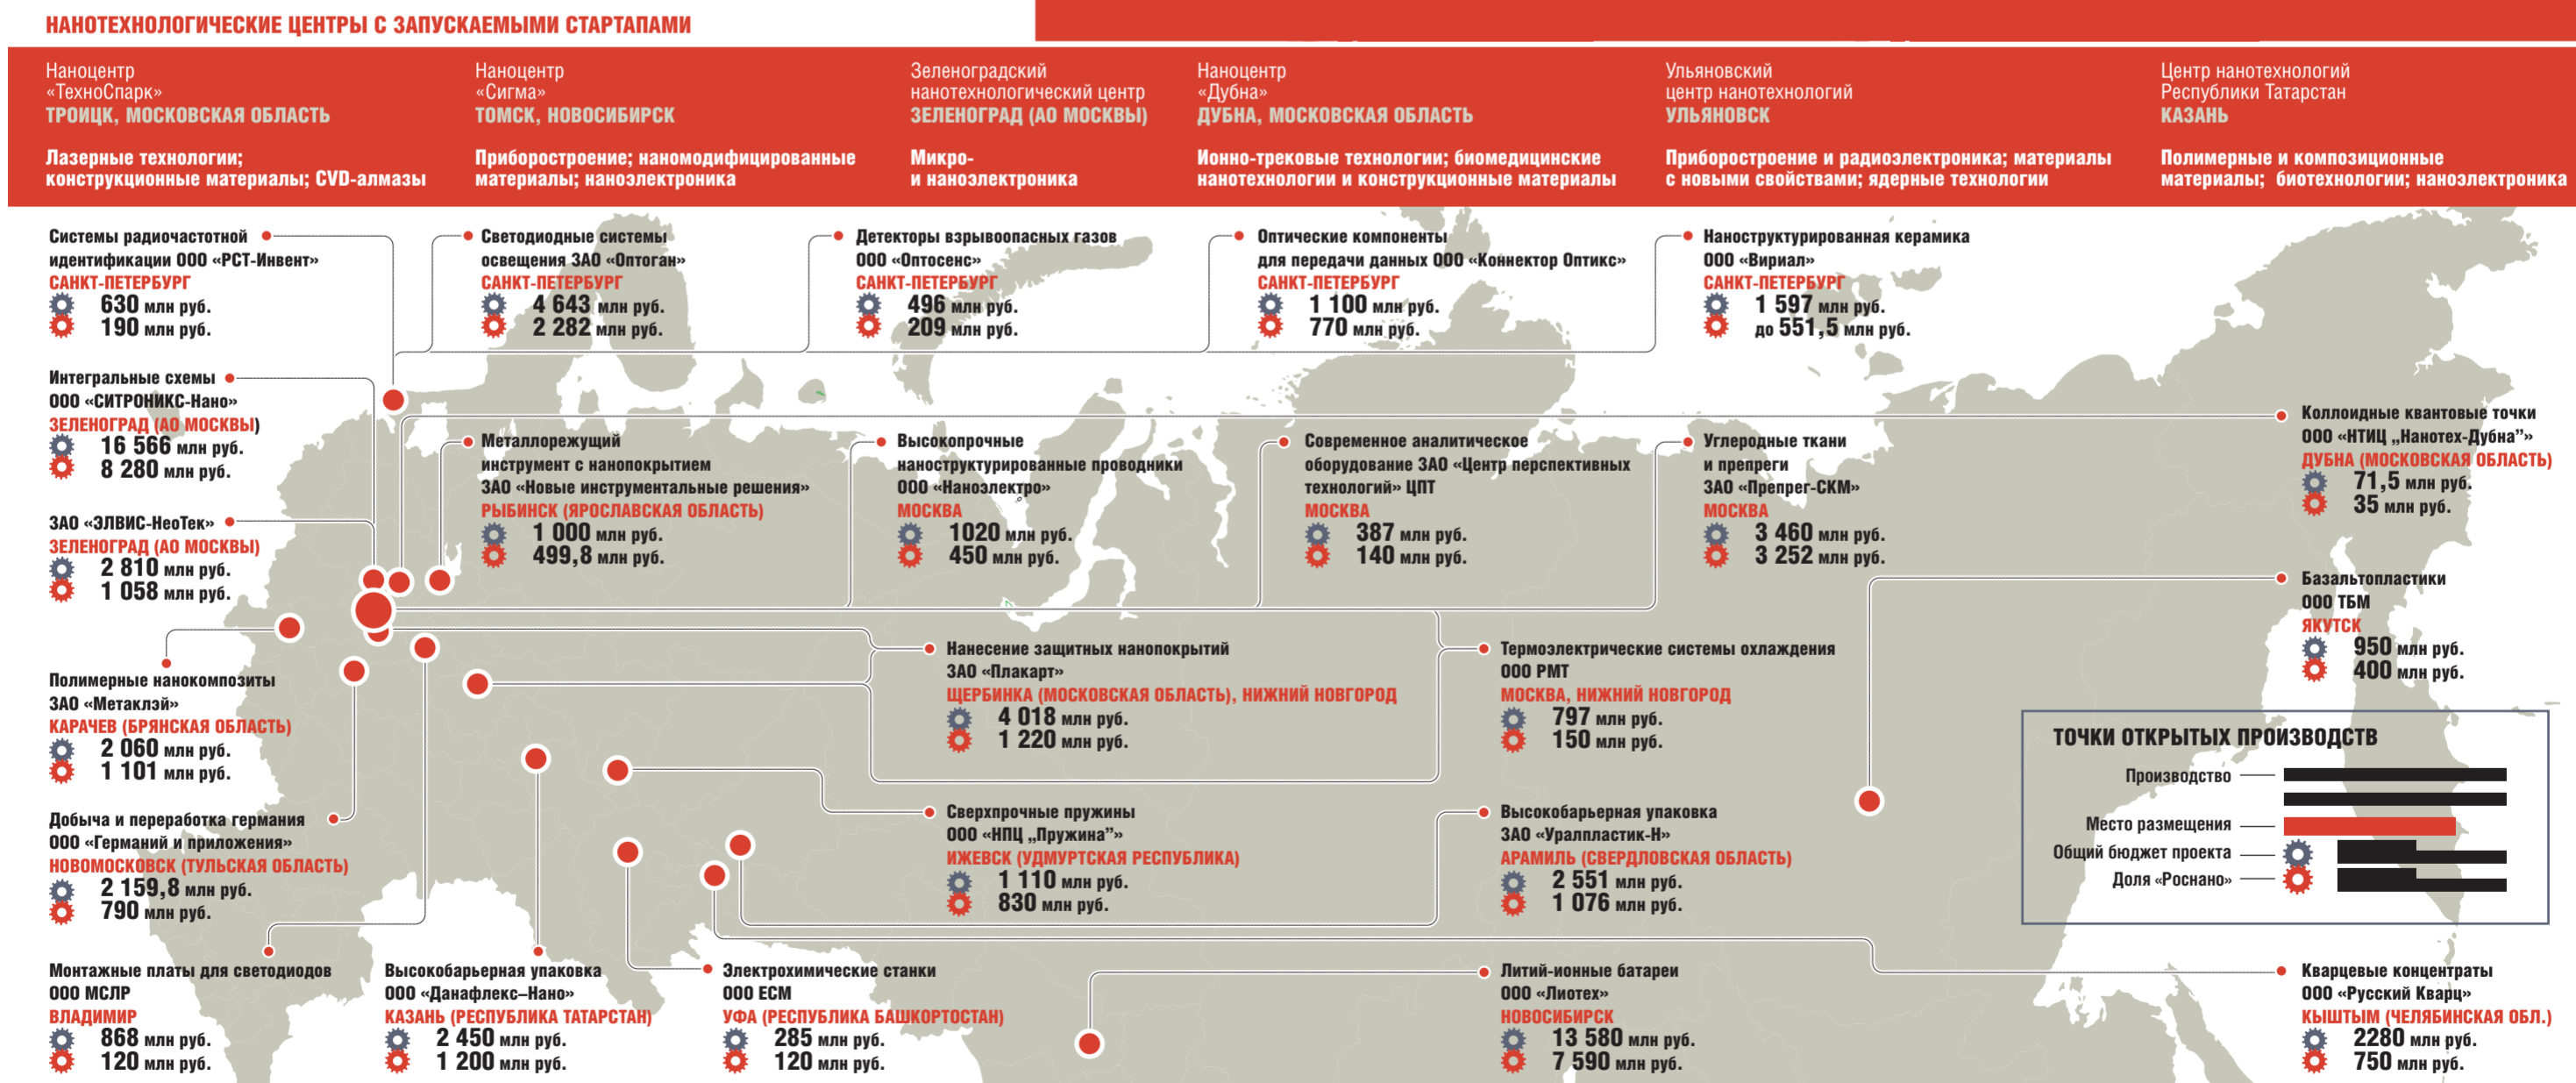 НАНОТЕХНОЛОГИЧЕСКИЕ ЦЕНТРЫ С ЗАПУСКАЕМЫМИ СТАРТАПАМИ
Наноцентр
«ТехноСпарк»
ТРОИЦК, МОСКОВСКАЯ ОБЛАСТЬ
Лазерные технологии;
конструкционные материалы; CVD-алмазы
Наноцентр
«Сигма»
ТОМСК, НОВОСИБИРСК
Приборостроение; наномодифицированные
материалы; наноэлектроника
Зеленоградский
нанотехнологический центр
ЗЕЛЕНОГРАД (АО МОСКВЫ)
Микро-
и наноэлектроника
Наноцентр
«Дубна»
ДУБНА, МОСКОВСКАЯ ОБЛАСТЬ
Ионно-трековые технологии; биомедицинские
нанотехнологии и конструкционные материалы
Ульяновский
центр нанотехнологий
УЛЬЯНОВСК
Приборостроение и радиоэлектроника; материалы
с новыми свойствами; ядерные технологии
Центр нанотехнологий
Республики Татарстан
КАЗАНЬ
Полимерные и композиционные
материалы; биотехнологии; наноэлектроника
Системы радиочастотной
идентификации ООО «РСТ-Инвент»
САНКТ-ПЕТЕРБУРГ
630 млн руб.
190 млн руб.
Светодиодные системы
освещения ЗАО «Оптоган»
САНКТ-ПЕТЕРБУРГ
4 643 млн руб.
2 282 млн руб.
Детекторы взрывоопасных газов
ООО «Оптосенс»
САНКТ-ПЕТЕРБУРГ
496 млн руб.
209 млн руб.
Оптические компоненты
для передачи данных ООО «Коннектор Оптикс»
САНКТ-ПЕТЕРБУРГ
1 100 млн руб.
770 млн руб.
Наноструктурированная керамика
ООО «Вириал»
САНКТ-ПЕТЕРБУРГ
1 597 млн руб.
до 551,5 млн руб.
Интегральные схемы
ООО «СИТРОНИКС-Нано»
ЗЕЛЕНОГРАД (АО МОСКВЫ)
16 566 млн руб.
8 280 млн руб.
Металлорежущий
инструмент с нанопокрытием
ЗАО «Новые инструментальные решения»
РЫБИНСК (ЯРОСЛАВСКАЯ ОБЛАСТЬ)
1 000 млн руб.
499,8 млн руб.
Высокопрочные
наноструктурированные проводники
ООО «Наноэлектро»
МОСКВА
1020 млн руб.
450 млн руб.
Современное аналитическое
оборудование ЗАО «Центр перспективных
технологий» ЦПТ
МОСКВА
387 млн руб.
140 млн руб.
Углеродные ткани
и препреги
ЗАО «Препрег-СКМ»
МОСКВА
3 460 млн руб.
3 252 млн руб.
Коллоидные квантовые точки
ООО «НТИЦ „Нанотех-Дубна”»
ДУБНА (МОСКОВСКАЯ ОБЛАСТЬ)
71,5 млн руб.
35 млн руб.
ЗАО «ЭЛВИС-НеоТек»
ЗЕЛЕНОГРАД (АО МОСКВЫ)
2 810 млн руб.
1 058 млн руб.
Базальтопластики
ООО ТБМ
ЯКУТСК
950 млн руб.
400 млн руб.
Полимерные нанокомпозиты
ЗАО «Метаклэй»
КАРАЧЕВ (БРЯНСКАЯ ОБЛАСТЬ)
2 060 млн руб.
1 101 млн руб.
Нанесение защитных нанопокрытий
ЗАО «Плакарт»
ЩЕРБИНКА (МОСКОВСКАЯ ОБЛАСТЬ), НИЖНИЙ НОВГОРОД
4 018 млн руб.
1 220 млн руб.
Термоэлектрические системы охлаждения
ООО РМТ
МОСКВА, НИЖНИЙ НОВГОРОД
797 млн руб.
150 млн руб.
ТОЧКИ ОТКРЫТЫХ ПРОИЗВОДСТВ
Производство
Место размещения
Общий бюджет проекта
Доля «Роснано»
Добыча и переработка германия
ООО «Германий и приложения»
НОВОМОСКОВСК (ТУЛЬСКАЯ ОБЛАСТЬ)
2 159,8 млн руб.
790 млн руб.
Сверхпрочные пружины
ООО «НПЦ „Пружина”»
ИЖЕВСК (УДМУРТСКАЯ РЕСПУБЛИКА)
1 110 млн руб.
830 млн руб.
Высокобарьерная упаковка
ЗАО «Уралпластик-Н»
АРАМИЛЬ (СВЕРДЛОВСКАЯ ОБЛАСТЬ)
2 551 млн руб.
1 076 млн руб.
Монтажные платы для светодиодов
ООО МСЛР
ВЛАДИМИР
868 млн руб.
120 млн руб.
Высокобарьерная упаковка
ООО «Данафлекс–Нано»
КАЗАНЬ (РЕСПУБЛИКА ТАТАРСТАН)
2 450 млн руб.
1 200 млн руб.
Электрохимические станки
ООО ЕСМ
УФА (РЕСПУБЛИКА БАШКОРТОСТАН)
285 млн руб.
120 млн руб.
Литий-ионные батареи
ООО «Лиотех»
НОВОСИБИРСК
13 580 млн руб.
7 590 млн руб.
Кварцевые концентраты
ООО «Русский Кварц»
КЫШТЫМ (ЧЕЛЯБИНСКАЯ ОБЛ.)
2280 млн руб.
750 млн руб.